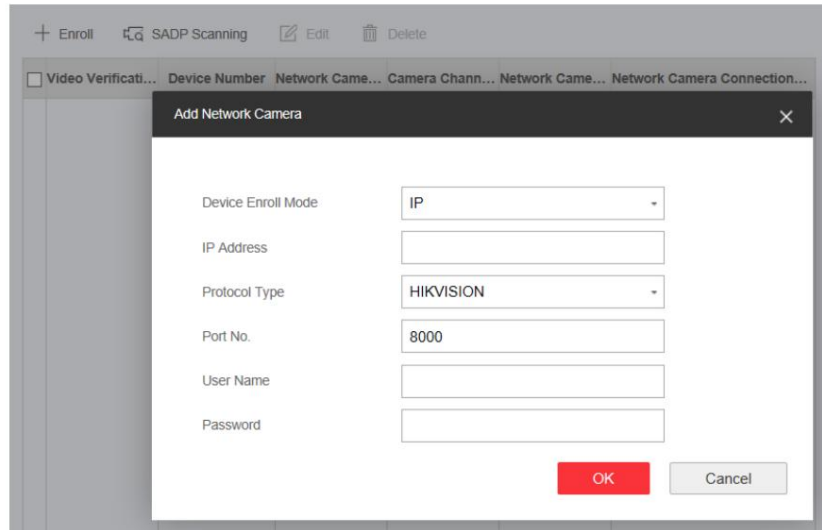 Enroll SADP Scanning Edit Delete
Video Verificati... Device Number Network Came... Camera Chann... Network Came... Network Camera Connection...
Add Network Camera
Device Enroll Mode IP
IP Address
Protocol Type HIKVISION
Port No. 8000
User Name
Password
OK Cancel